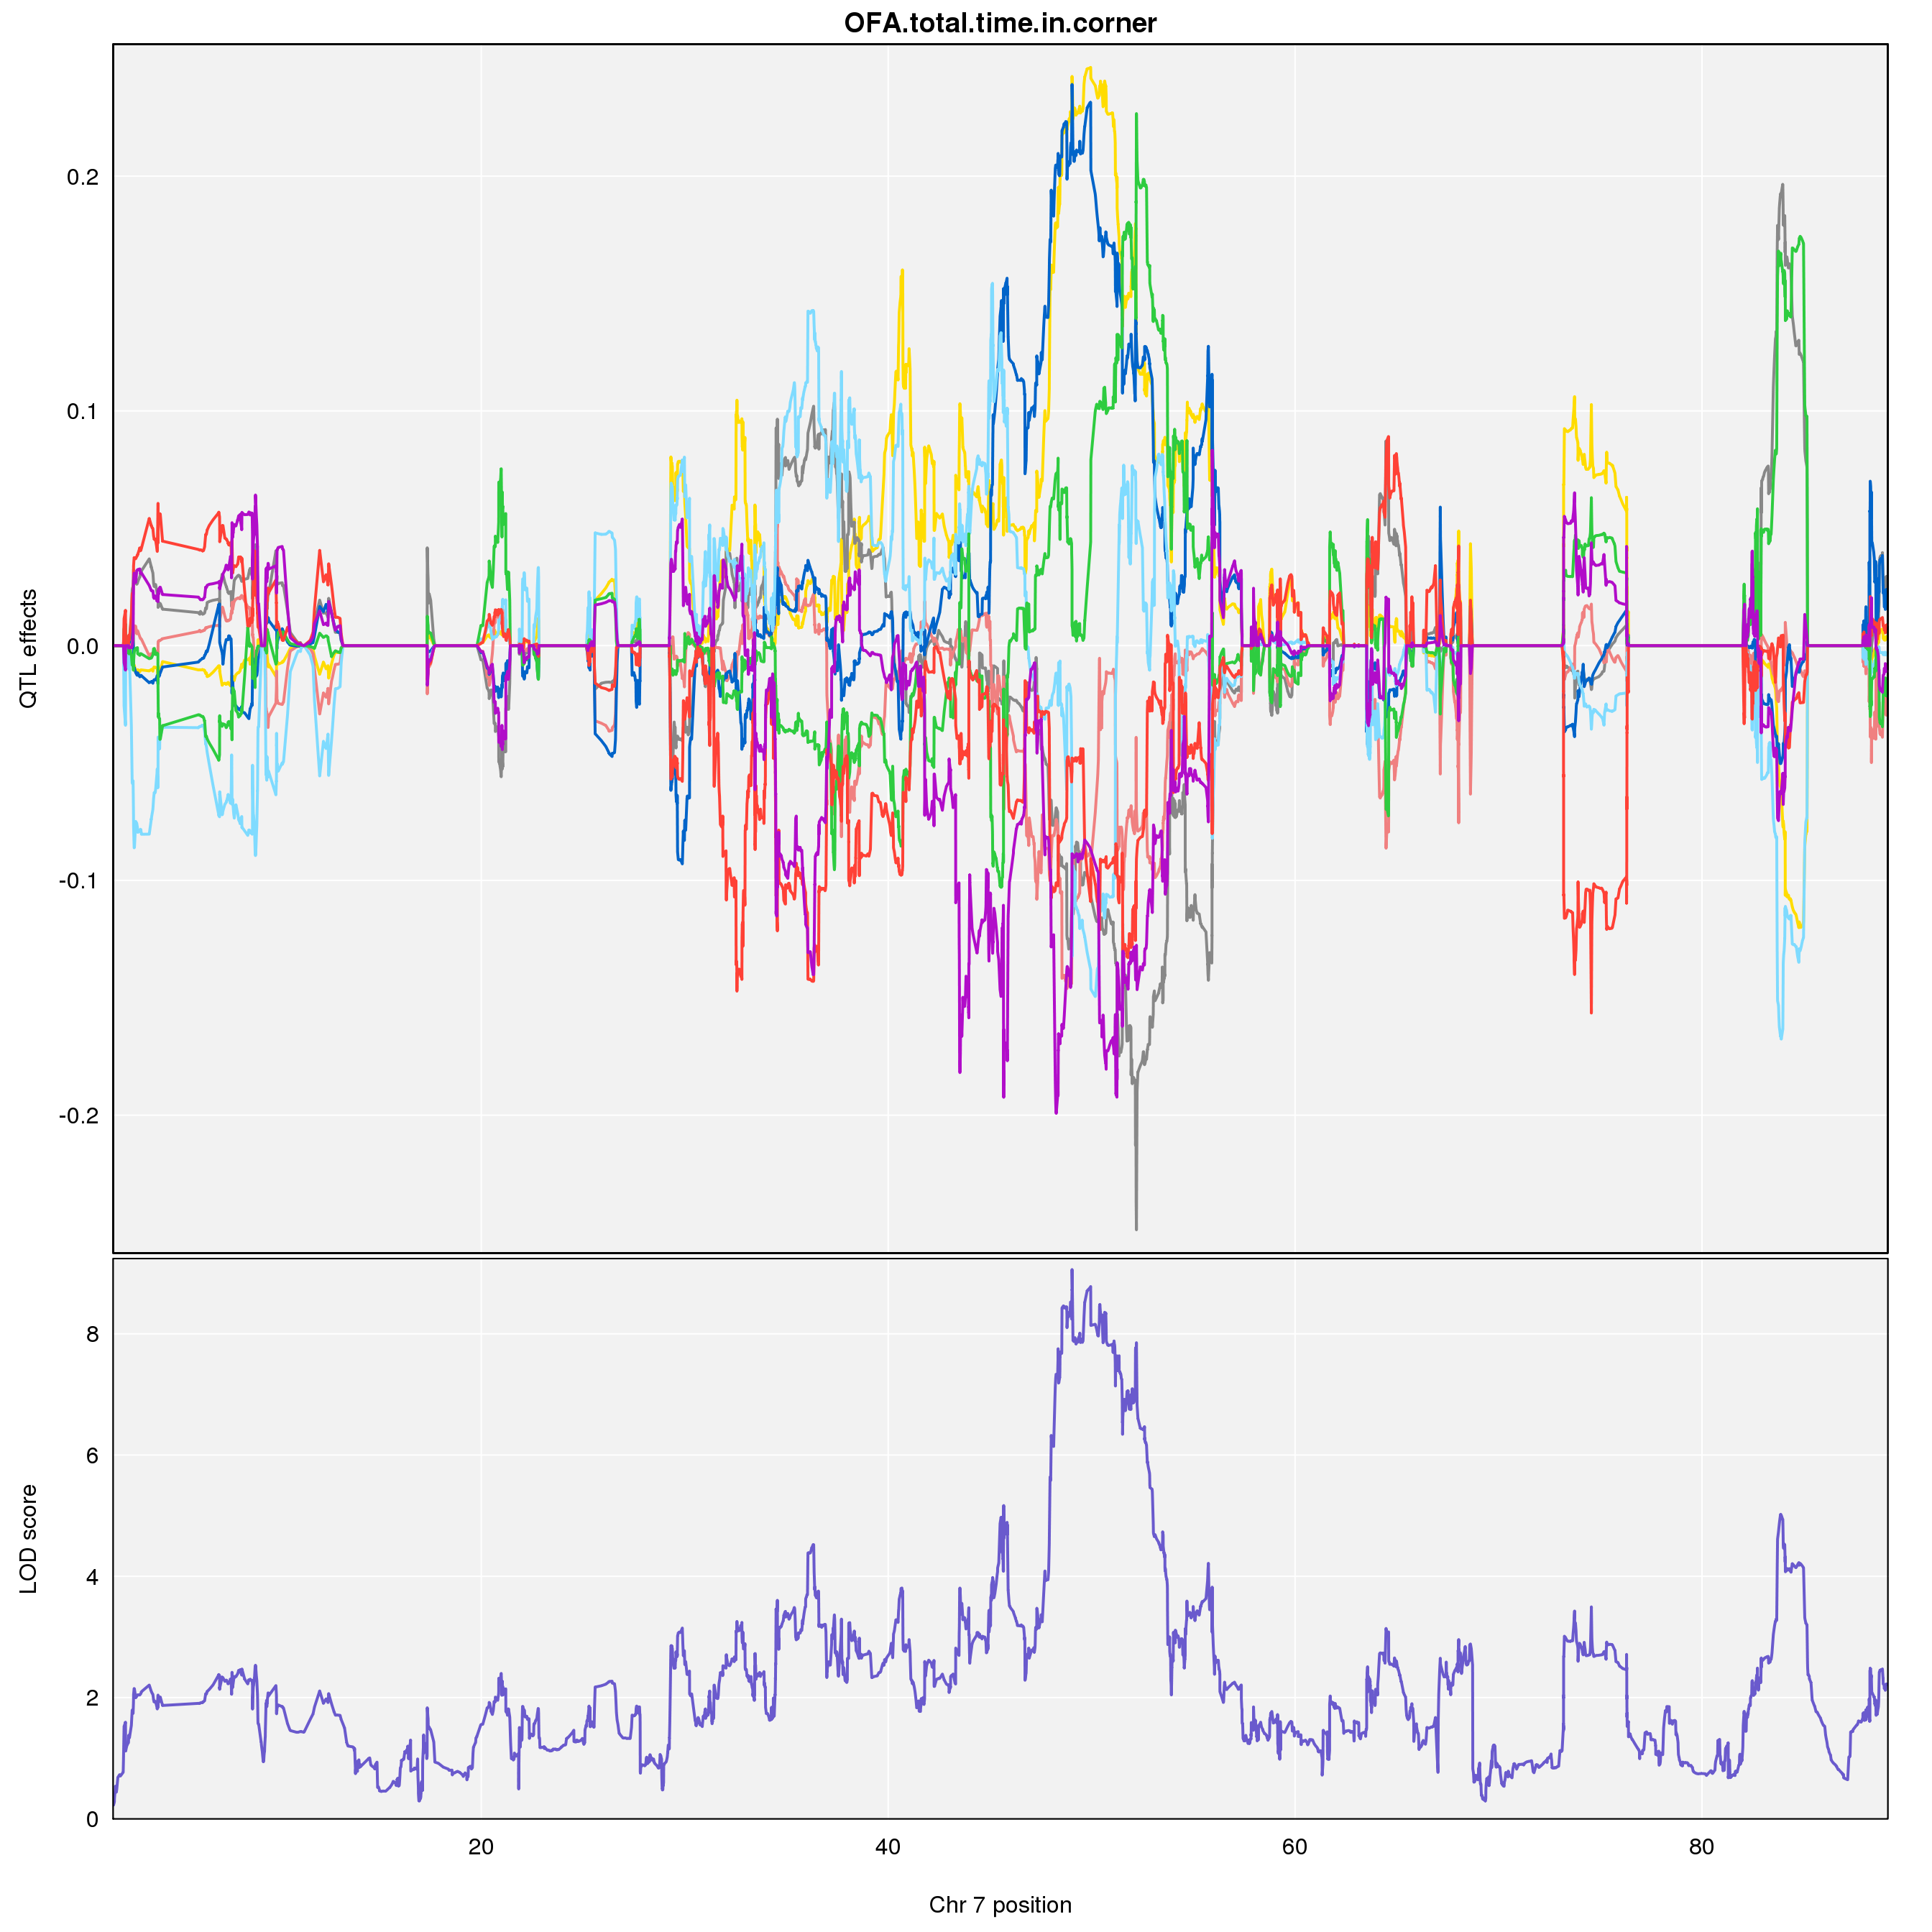 OFA.total.time.in.corner
QTL effects
0.2
0.1
0.0
-0.1
-0.2
LOD score
8
6
4
2
0
20 40 60 80
Chr 7 position